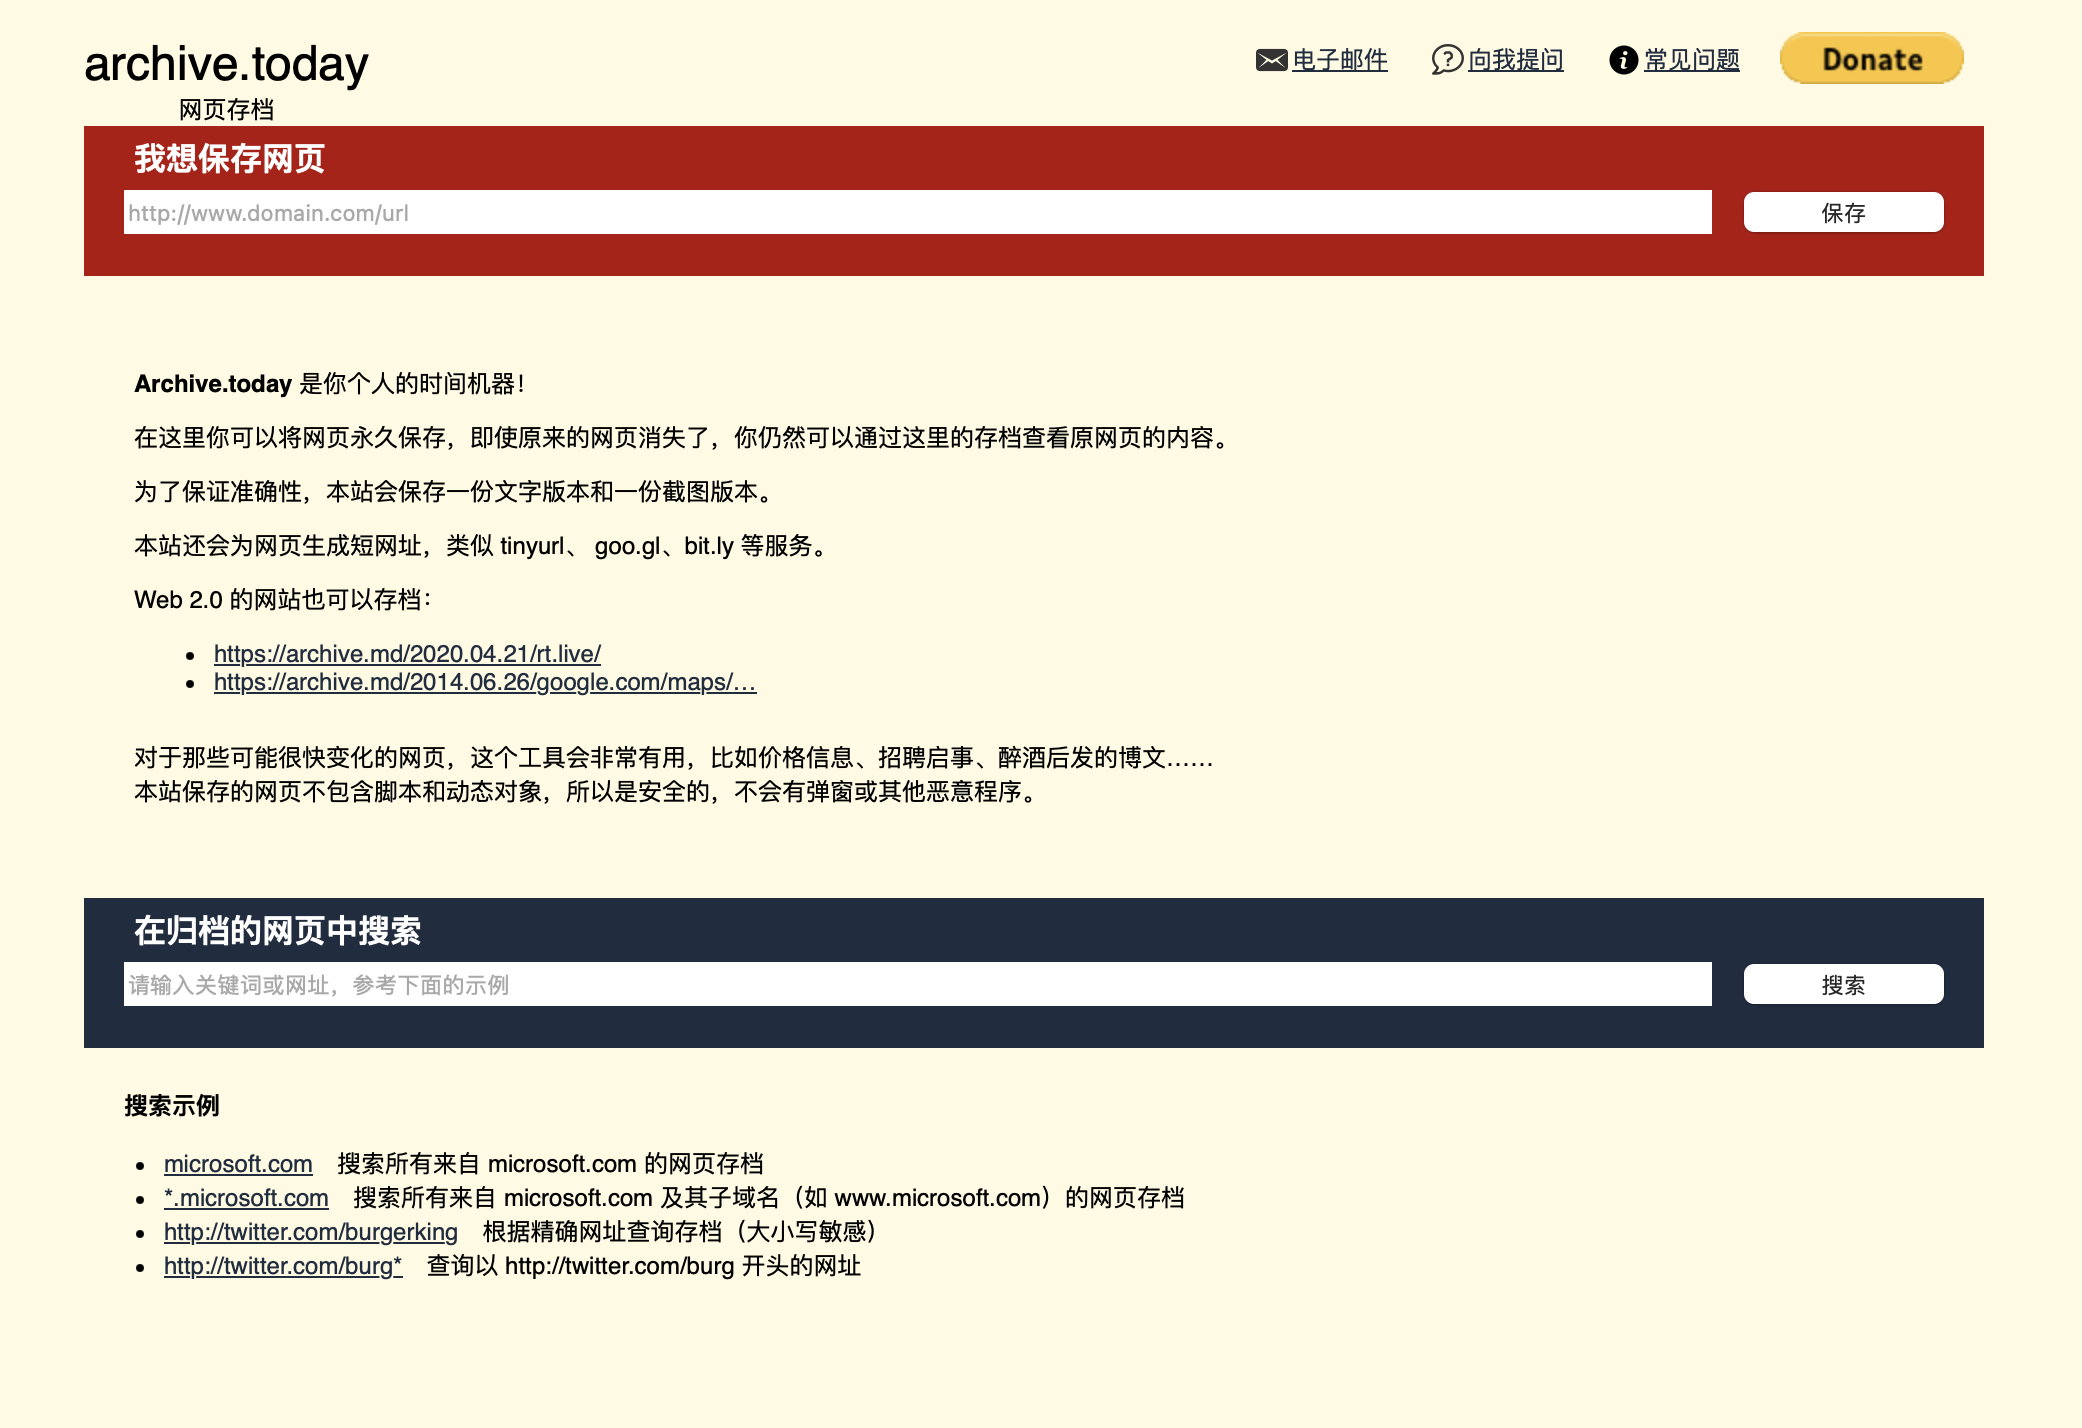 archive.today
网页存档
电子邮件
向我提问
常见问题
Donate
我想保存网页
http://www.domain.com/url
保存
Archive.today 是你个人的时间机器！
在这里你可以将网页永久保存，即使原来的网页消失了，你仍然可以通过这里的存档查看原网页的内容。
为了保证准确性，本站会保存一份文字版本和一份截图版本。
本站还会为网页生成短网址，类似 tinyurl、 goo.gl、bit.ly 等服务。
Web 2.0 的网站也可以存档：
https://archive.md/2020.04.21/rt.live/
https://archive.md/2014.06.26/google.com/maps/…
对于那些可能很快变化的网页，这个工具会非常有用，比如价格信息、招聘启事、醉酒后发的博文……
本站保存的网页不包含脚本和动态对象，所以是安全的，不会有弹窗或其他恶意程序。
在归档的网页中搜索
请输入关键词或网址，参考下面的示例
搜索
搜索示例
microsoft.com 搜索所有来自 microsoft.com 的网页存档
*.microsoft.com 搜索所有来自 microsoft.com 及其子域名（如 www.microsoft.com）的网页存档
http://twitter.com/burgerking 根据精确网址查询存档（大小写敏感）
http://twitter.com/burg* 查询以 http://twitter.com/burg 开头的网址